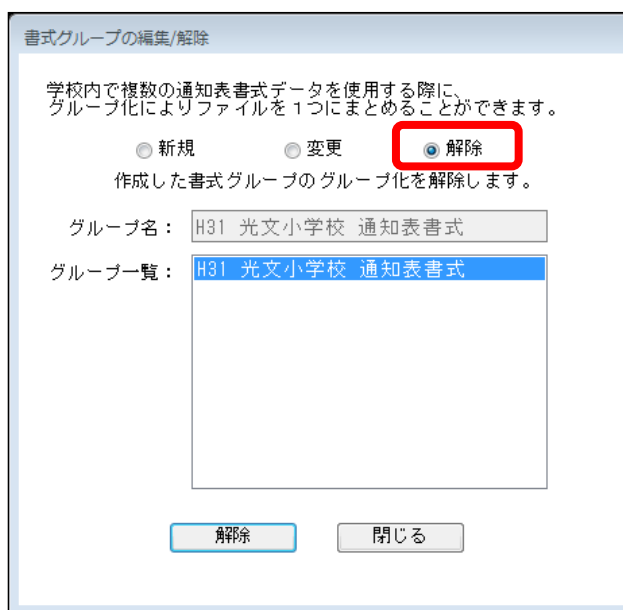 書式グループの編集/解除
学校内で複数の通知表書式データを使用する際に、
グループ化によりファイルを１つにまとめることができます。
新規 変更 解除
作成した書式グループのグループ化を解除します。
グループ名： H31 光文小学校 通知表書式
グループ一覧： H31 光文小学校 通知表書式
解除 閉じる